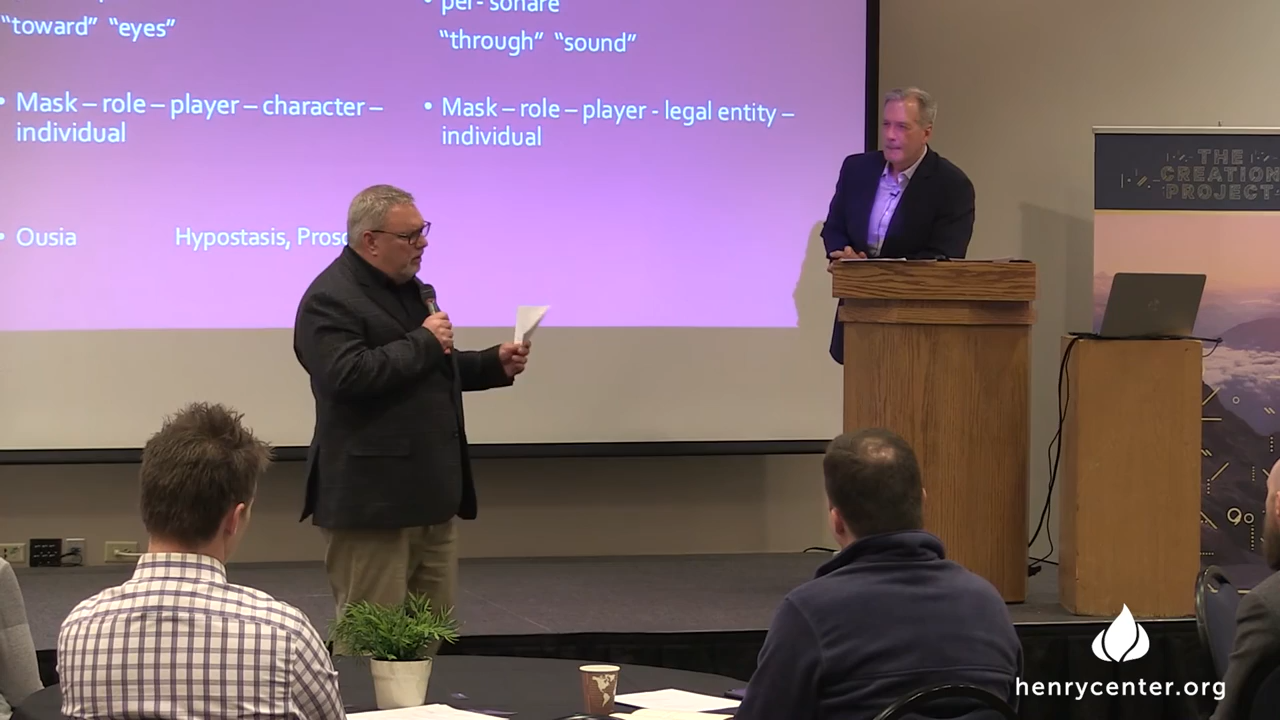 per- sonare
"toward" "eyes"
"through" "sound"
• Mask – role – player – character –
individual
• Mask – role – player - legal entity –
individual
• Ousia
Hypostasis,
THE
CREATION
PROJECT
henrycenter.org